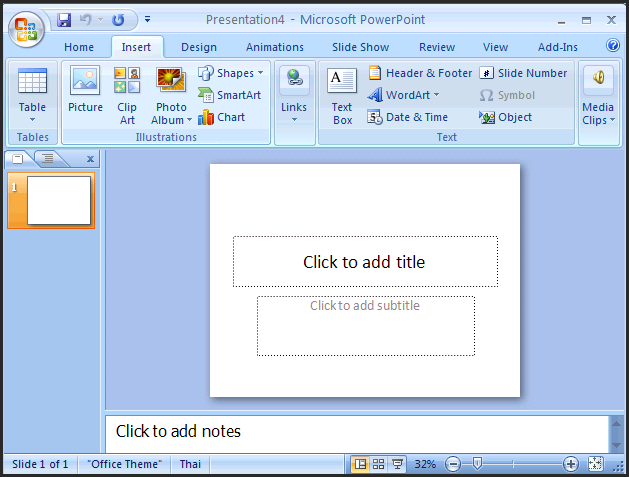 Presentation4 - Microsoft PowerPoint
Home Insert Design Animations Slide Show Review View Add-Ins
Table
Tables
Picture
Clip Art
Photo Album
Shapes
SmartArt
Chart
Illustrations
Links
Text Box
Header & Footer
WordArt
Date & Time
# Slide Number
Ω Symbol
Object
Text
Media Clips
1
Click to add title
Click to add subtitle
Click to add notes
Slide 1 of 1 "Office Theme" Thai 32%